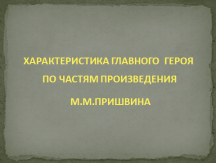 ХАРАКТЕРИСТИКА ГЛАВНОГО ГЕРОЯ
ПО ЧАСТЯМ ПРОИЗВЕДЕНИЯ
М.М.ПРИШВИНА